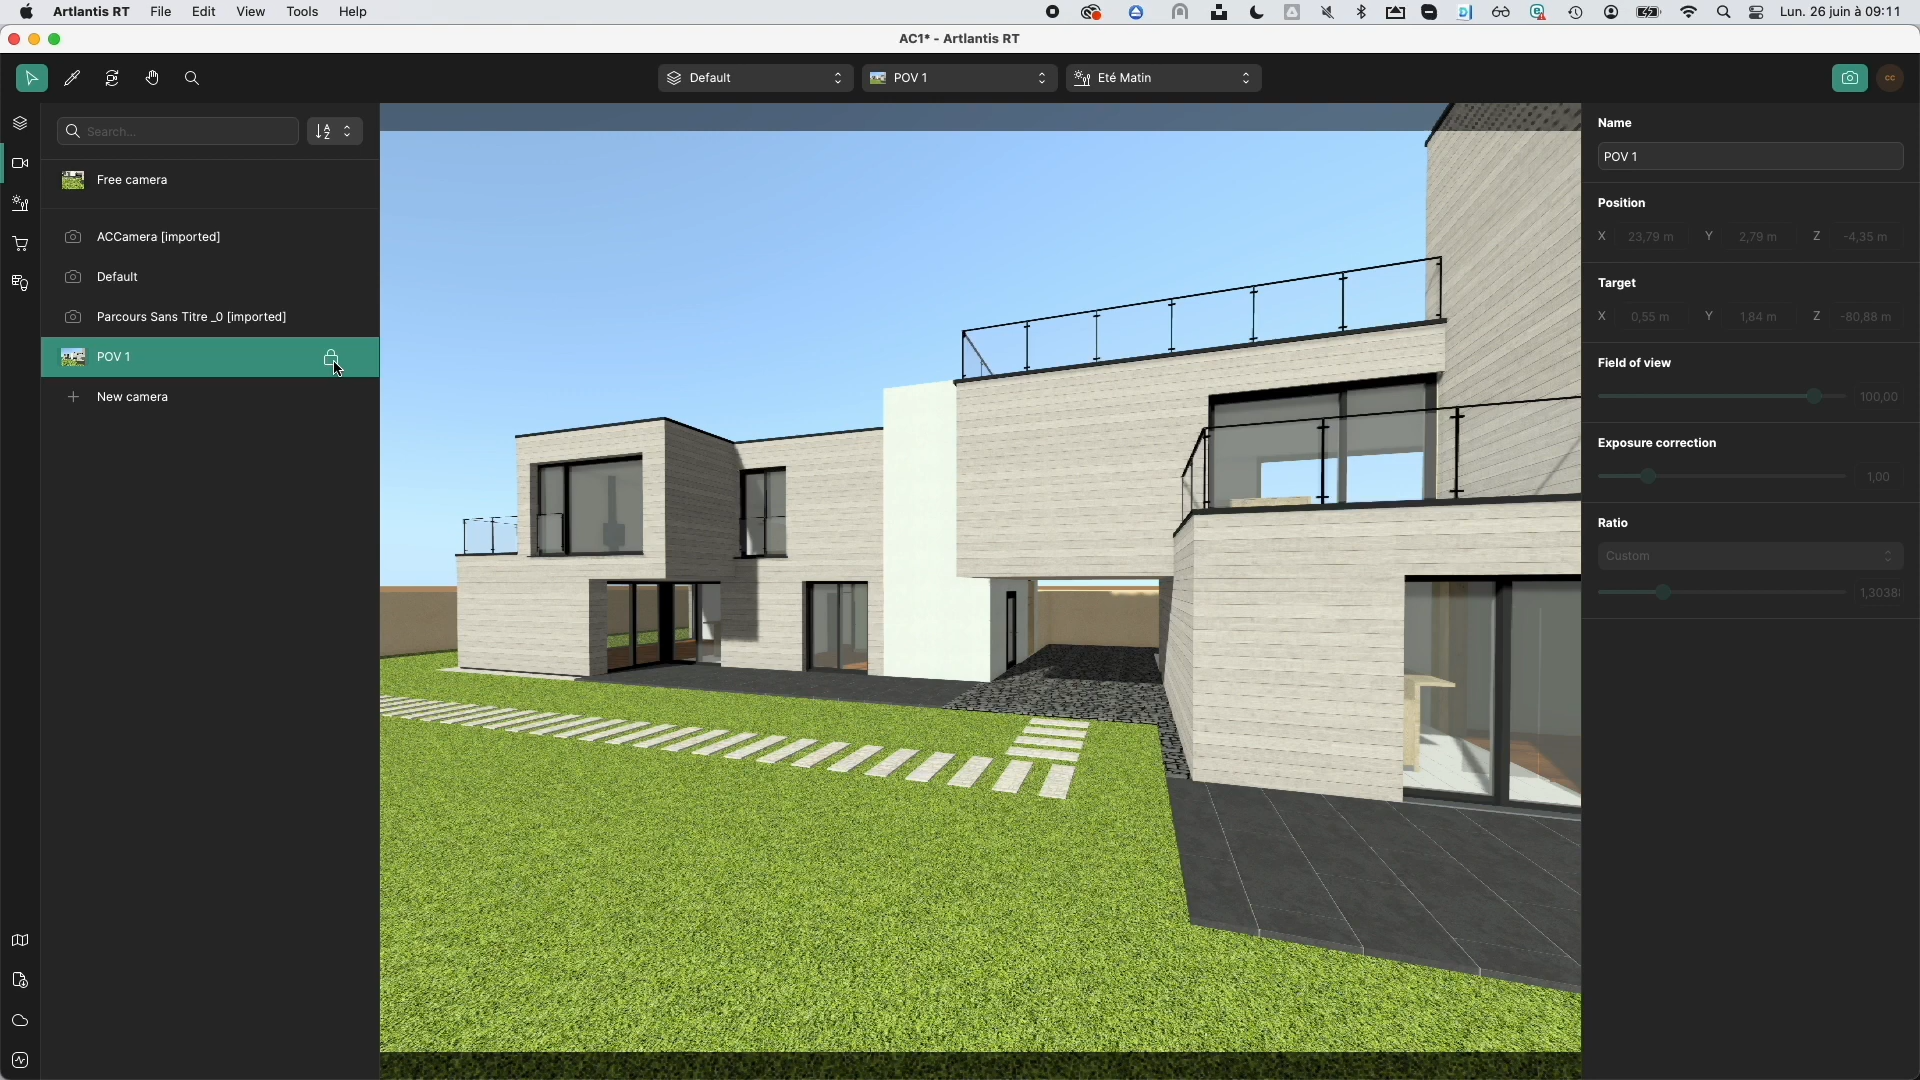 Artlantis RT File Edit View Tools Help Lun. 26 juin à 09:11
AC1* - Artlantis RT
Default POV 1 Eté Matin cc
Search... A Z
Free camera
ACCamera [imported]
Default
Parcours Sans Titre _0 [imported]
POV 1
New camera
Name
POV 1
Position
X 23,79 m Y 2,79 m Z -4,35 m
Target
X 0,55 m Y 1,84 m Z -80,88 m
Field of view
100,00
Exposure correction
1,00
Ratio
Custom
1,3038